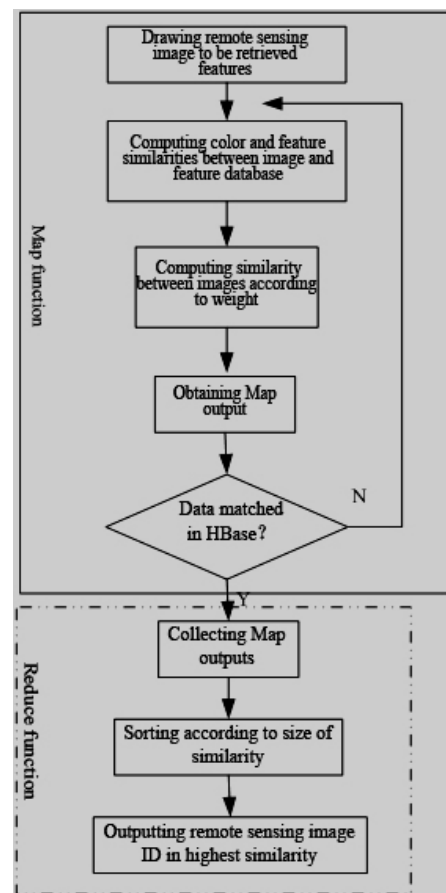 Drawing remote sensing
image to be retrieved
features
Computing color and feature
similarities between image and
feature database
Map function
Computing similarity
between images according
to weight
Obtaining Map
output
Data matched
in HBase?
N
Y
Collecting Map
outputs
Reduce function
Sorting according to size of
similarity
Outputting remote sensing image
ID in highest similarity